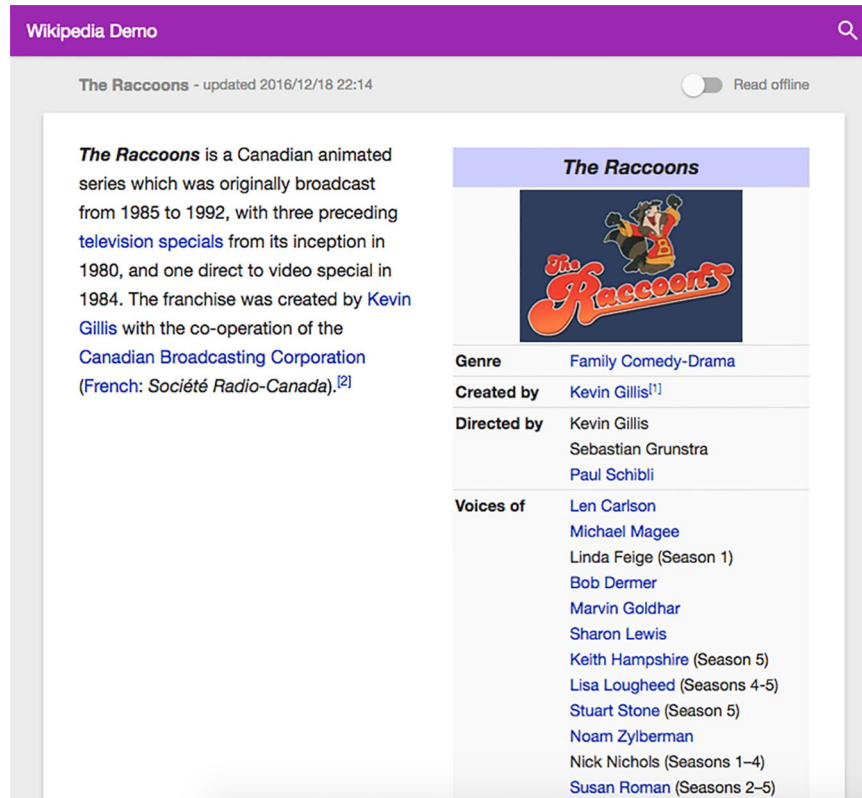 Wikipedia Demo
The Raccoons - updated 2016/12/18 22:14
Read offline
The Raccoons is a Canadian animated
series which was originally broadcast
from 1985 to 1992, with three preceding
television specials from its inception in
1980, and one direct to video special in
1984. The franchise was created by Kevin
Gillis with the co-operation of the
Canadian Broadcasting Corporation
(French: Société Radio-Canada).[2]
The Raccoons
B
The
Raccoons
Genre Family Comedy-Drama
Created by Kevin Gillis[1]
Directed by Kevin Gillis
Sebastian Grunstra
Paul Schibli
Voices of Len Carlson
Michael Magee
Linda Feige (Season 1)
Bob Dermer
Marvin Goldhar
Sharon Lewis
Keith Hampshire (Season 5)
Lisa Lougheed (Seasons 4-5)
Stuart Stone (Season 5)
Noam Zylberman
Nick Nichols (Seasons 1–4)
Susan Roman (Seasons 2–5)